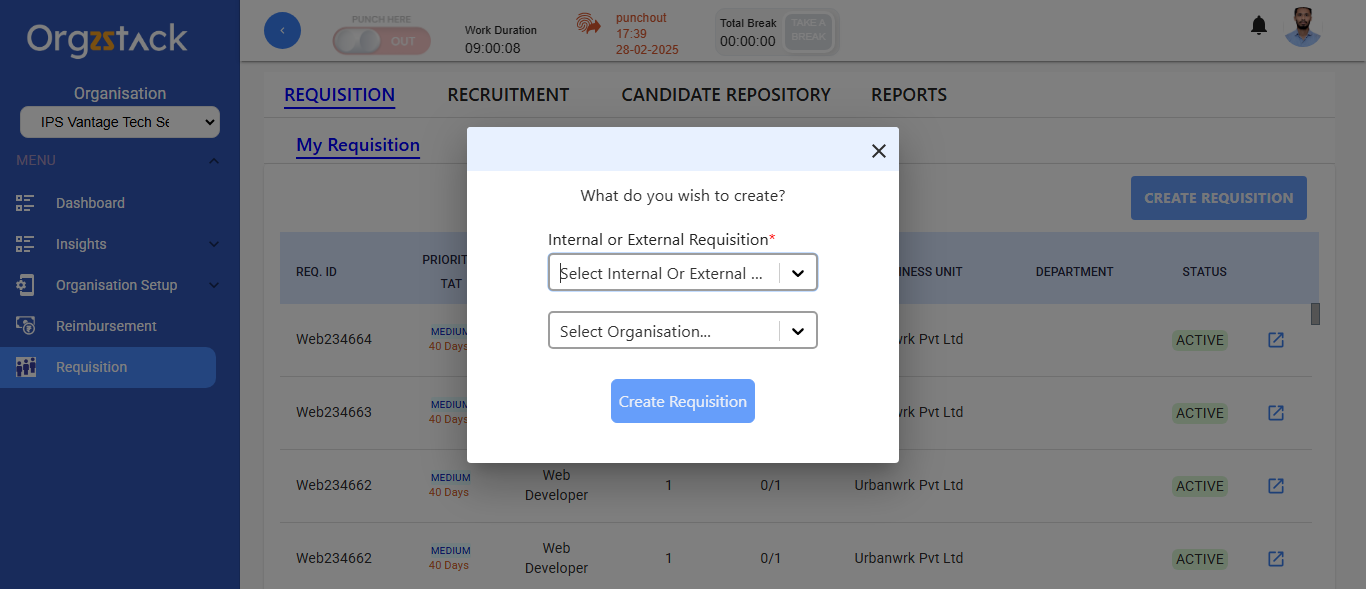 Orgzstack
Organisation
IPS Vantage Tech Se
MENU
Dashboard
Insights
Organisation Setup
Reimbursement
Requisition
PUNCH HERE
OUT
Work Duration
09:00:08
punchout
17:39
28-02-2025
Total Break
00:00:00
TAKE A
BREAK
REQUISITION RECRUITMENT CANDIDATE REPOSITORY REPORTS
My Requisition
CREATE REQUISITION
What do you wish to create?
Internal or External Requisition*
Select Internal Or External ...
Select Organisation...
Create Requisition
REQ. ID PRIORIT
TAT
NESS UNIT DEPARTMENT STATUS
Web234664 MEDIUM
40 Days
rk Pvt Ltd ACTIVE
Web234663 MEDIUM
40 Days
rk Pvt Ltd ACTIVE
Web234662 MEDIUM
40 Days
Web
Developer
1 0/1 Urbanwrk Pvt Ltd ACTIVE
Web234662 MEDIUM
40 Days
Web
Developer
1 0/1 Urbanwrk Pvt Ltd ACTIVE